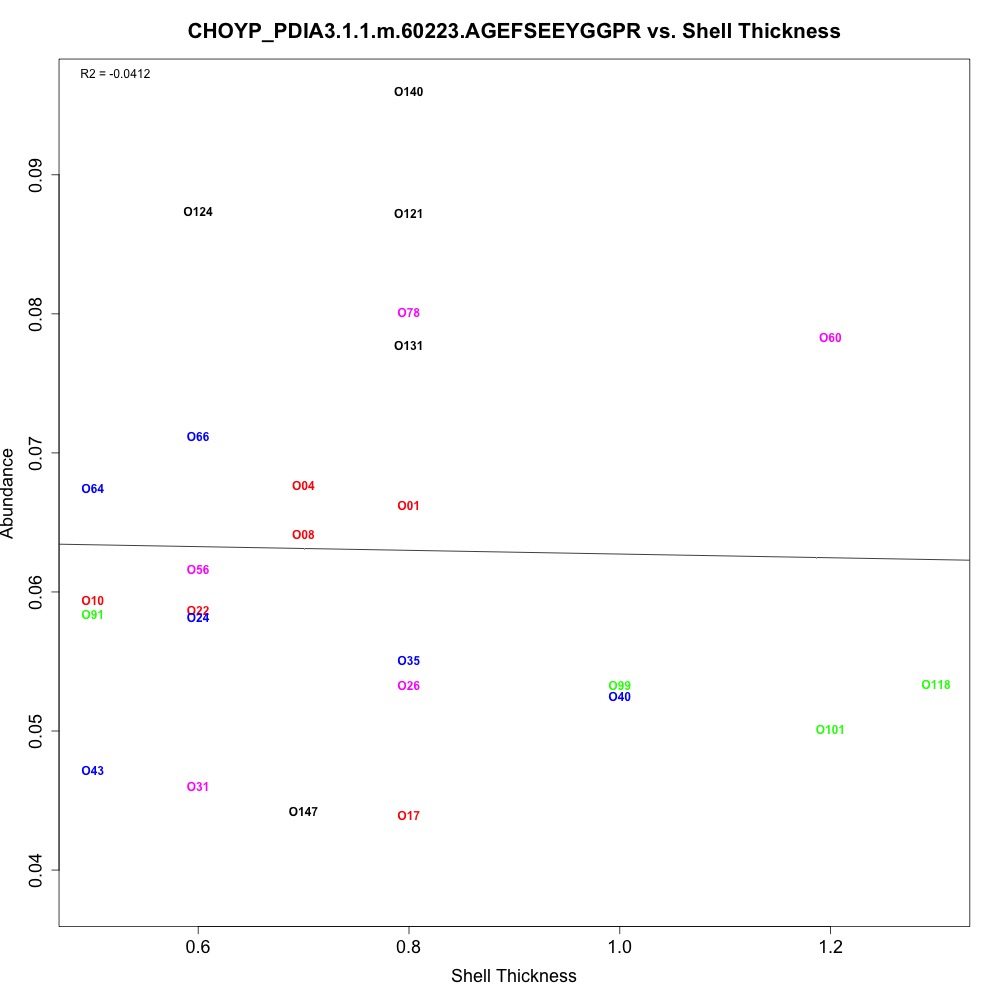 CHOYP_PDIA3.1.1.m.60223.AGEFSEEYGGPR vs. Shell Thickness
R2 = -0.0412
O140
0.09
O124
O121
0.08
O78
O60
O131
0.07
O66
O64
O04
O01
Abundance
O08
0.06
O56
O10
O22
O91
O24
O35
O26
O99
O118
O40
0.05
O101
O43
O31
O147
O17
0.04
0.6 0.8 1.0 1.2
Shell Thickness